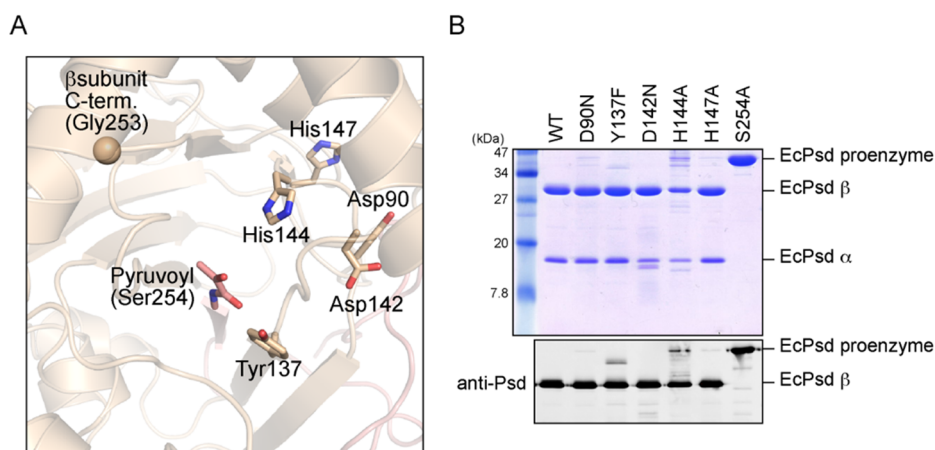 A
βsubunit
C-term.
(Gly253)
His147
Asp90
His144
Pyruvoyl
(Ser254)
Asp142
Tyr137
B
WT
D90N
Y137F
D142N
H144A
H147A
S254A
(kDa)
47
34
27
20
7.8
EcPsd proenzyme
EcPsd β
EcPsd α
anti-Psd
EcPsd proenzyme
EcPsd β